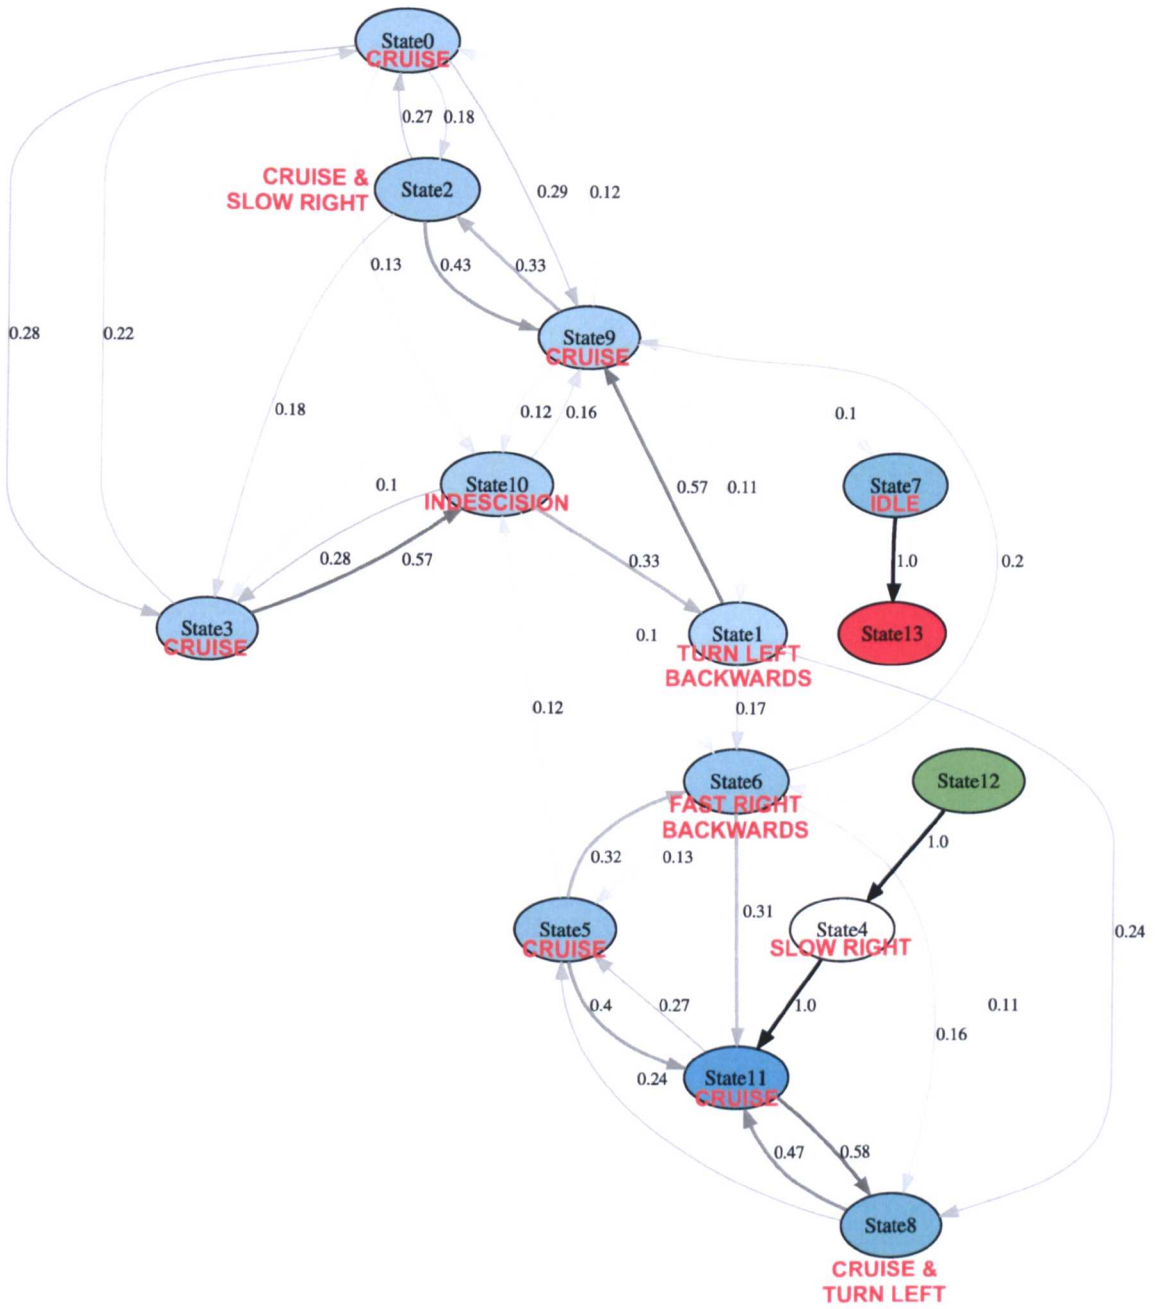 State0
CRUISE
0.27 0.18
CRUISE &
SLOW RIGHT
State2
0.29 0.12
0.13 0.43 0.33
0.28 0.22
State9
CRUISE
0.18
0.12 0.16
0.1
0.1
State10
INDESCISION
0.57 0.11
State7
IDLE
0.28 0.57
0.33
1.0
0.2
State3
CRUISE
0.1
State1
TURN LEFT
BACKWARDS
State13
0.12
0.17
State6
FAST RIGHT
BACKWARDS
State12
0.32 0.13
1.0
0.31
State5
CRUISE
State4
SLOW RIGHT
0.24
0.4 0.27
1.0
0.11
0.16
0.24
State11
CRUISE
0.47 0.58
State8
CRUISE &
TURN LEFT